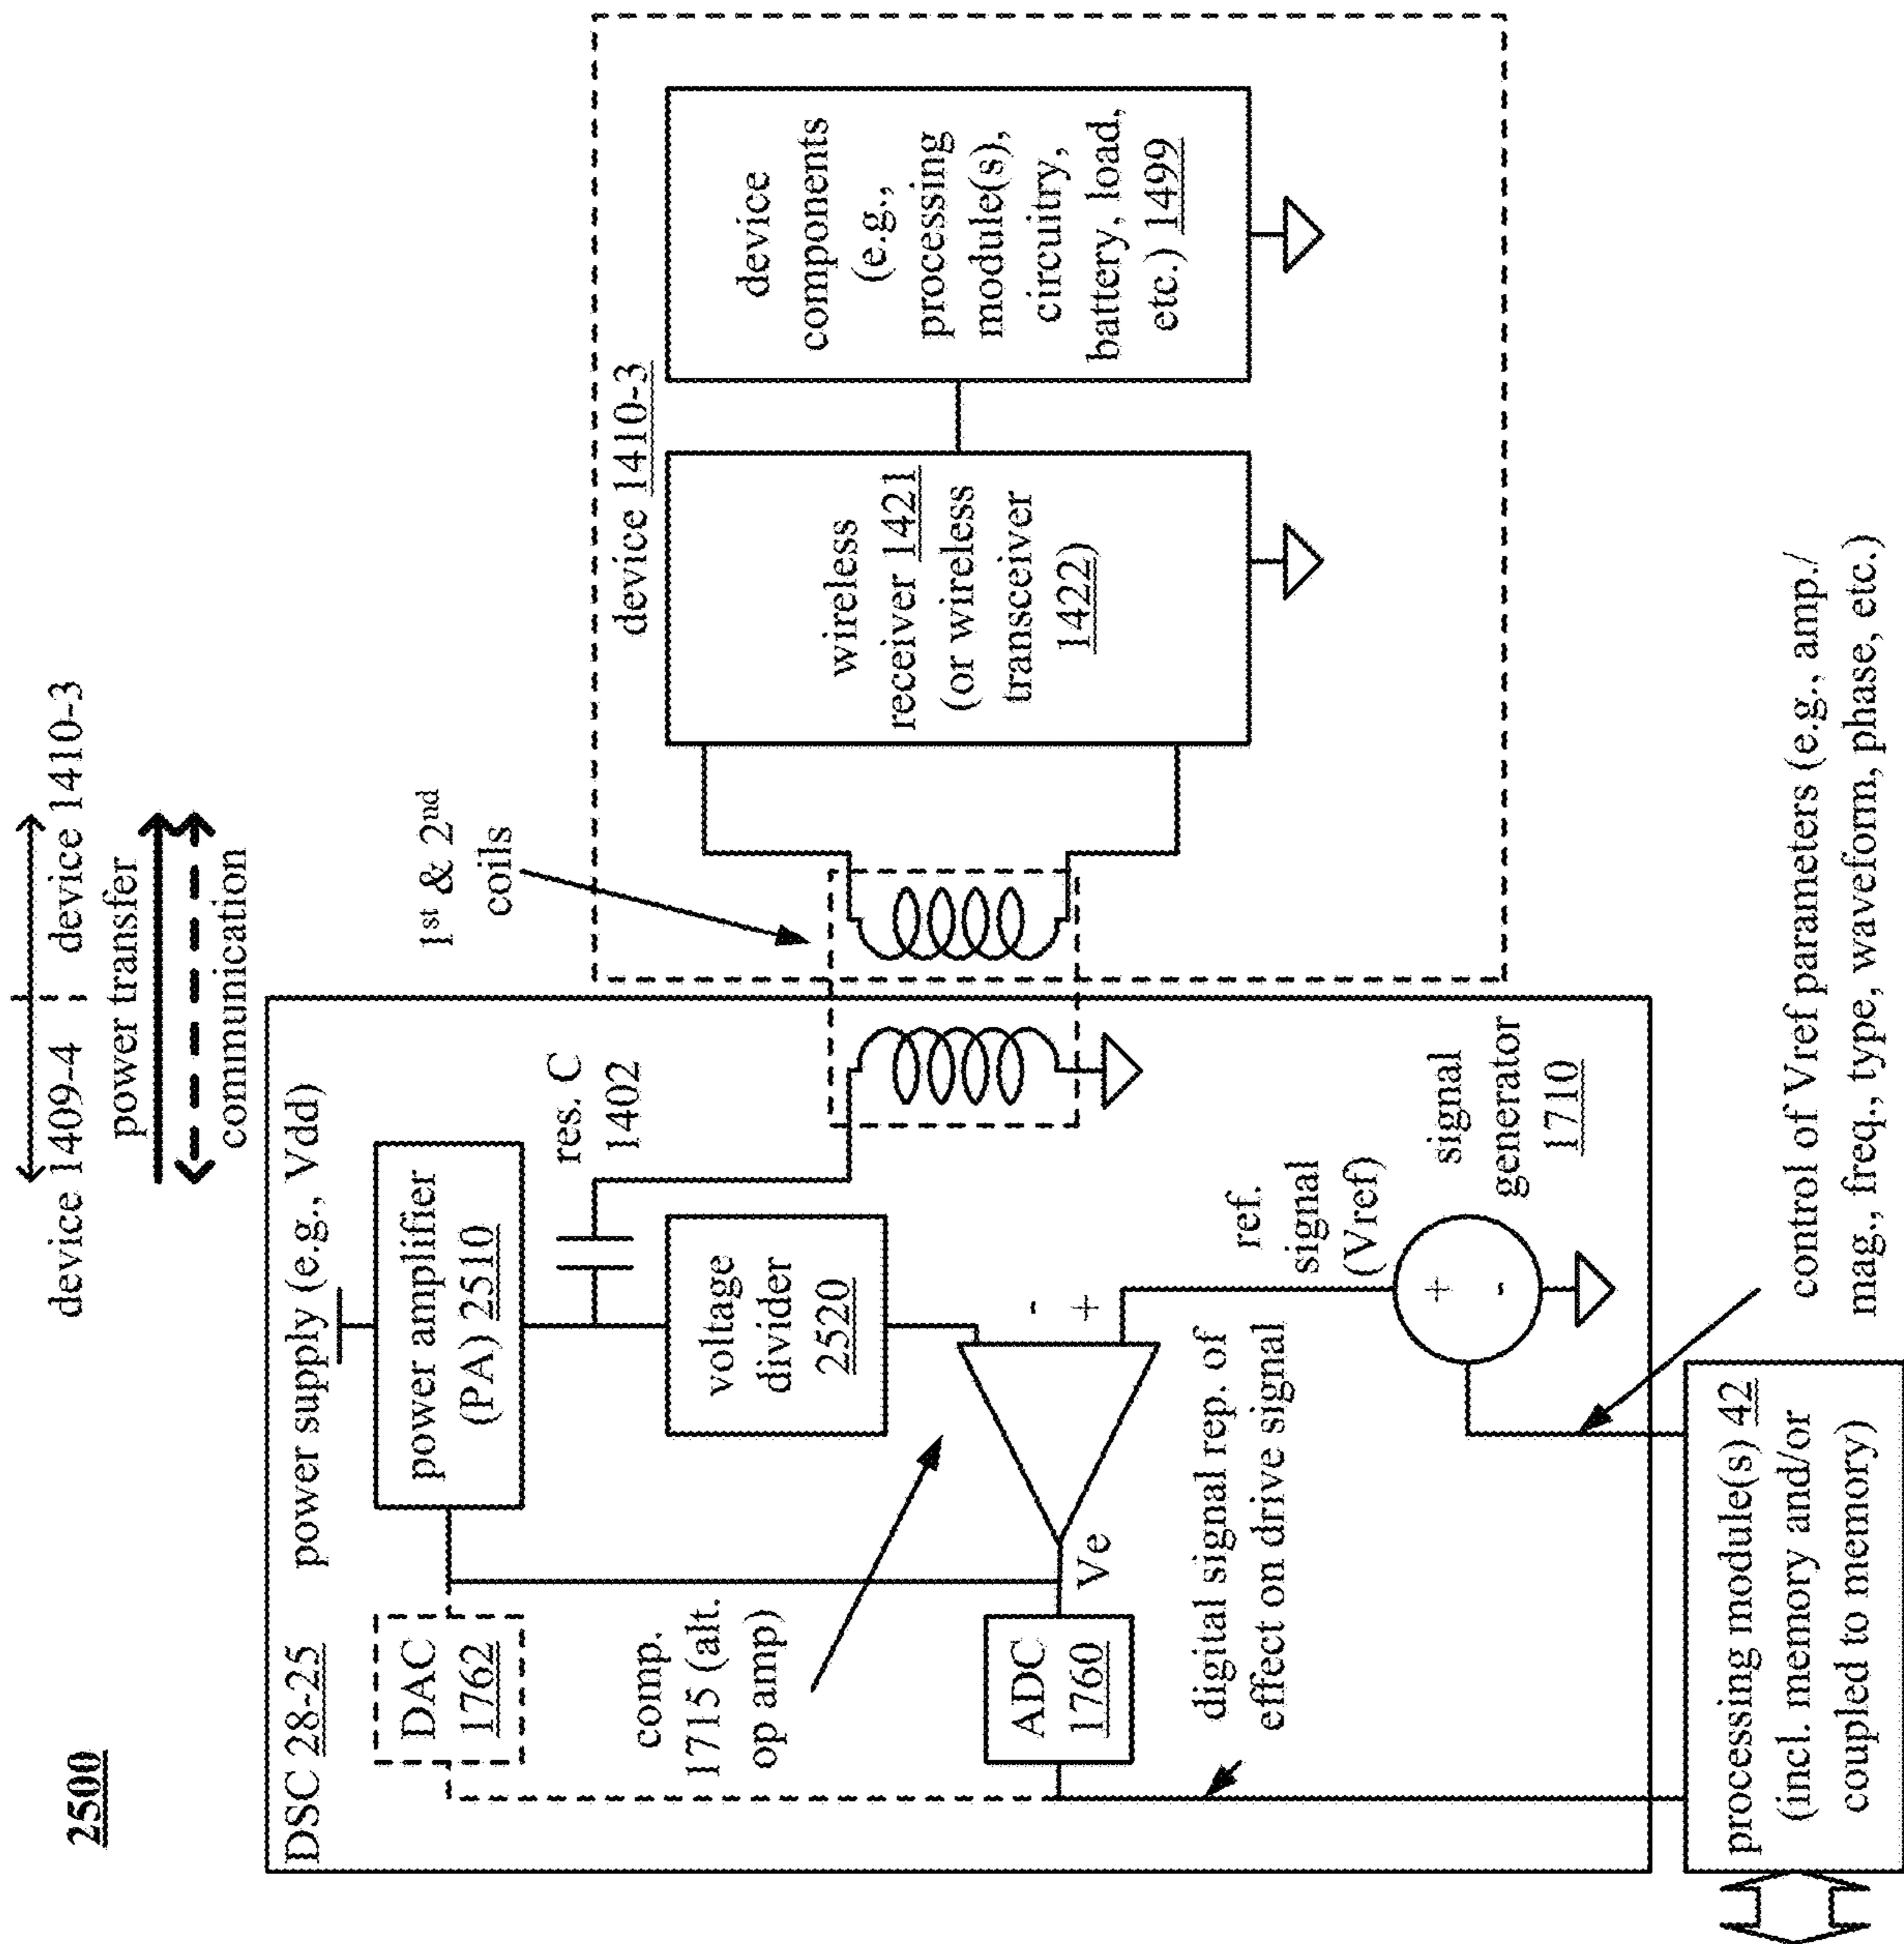 2500
device 1409-4
device 1410-3
power transfer
communication
DSC 28-25
power supply (e.g., Vdd)
DAC
1762
power amplifier
(PA) 2510
res. C
1402
1st & 2nd
coils
device 1410-3
comp.
1715 (alt.
op amp)
voltage
divider
2520
wireless
receiver 1421
(or wireless
transceiver
1422)
device
components
(e.g.,
processing
module(s),
circuitry,
battery, load,
etc.) 1499
ADC
1760
Ve
-
+
digital signal rep. of
effect on drive signal
ref.
signal
(Vref)
+
-
signal
generator
1710
processing module(s) 42
(incl. memory and/or
coupled to memory)
control of Vref parameters (e.g., amp./
mag., freq., type, waveform, phase, etc.)